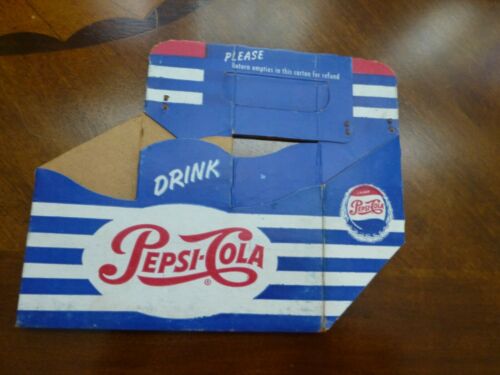 PLEASE
Return empties in this carton for refund
DRINK
PEPSI-COLA
®
PEPSI-COLA